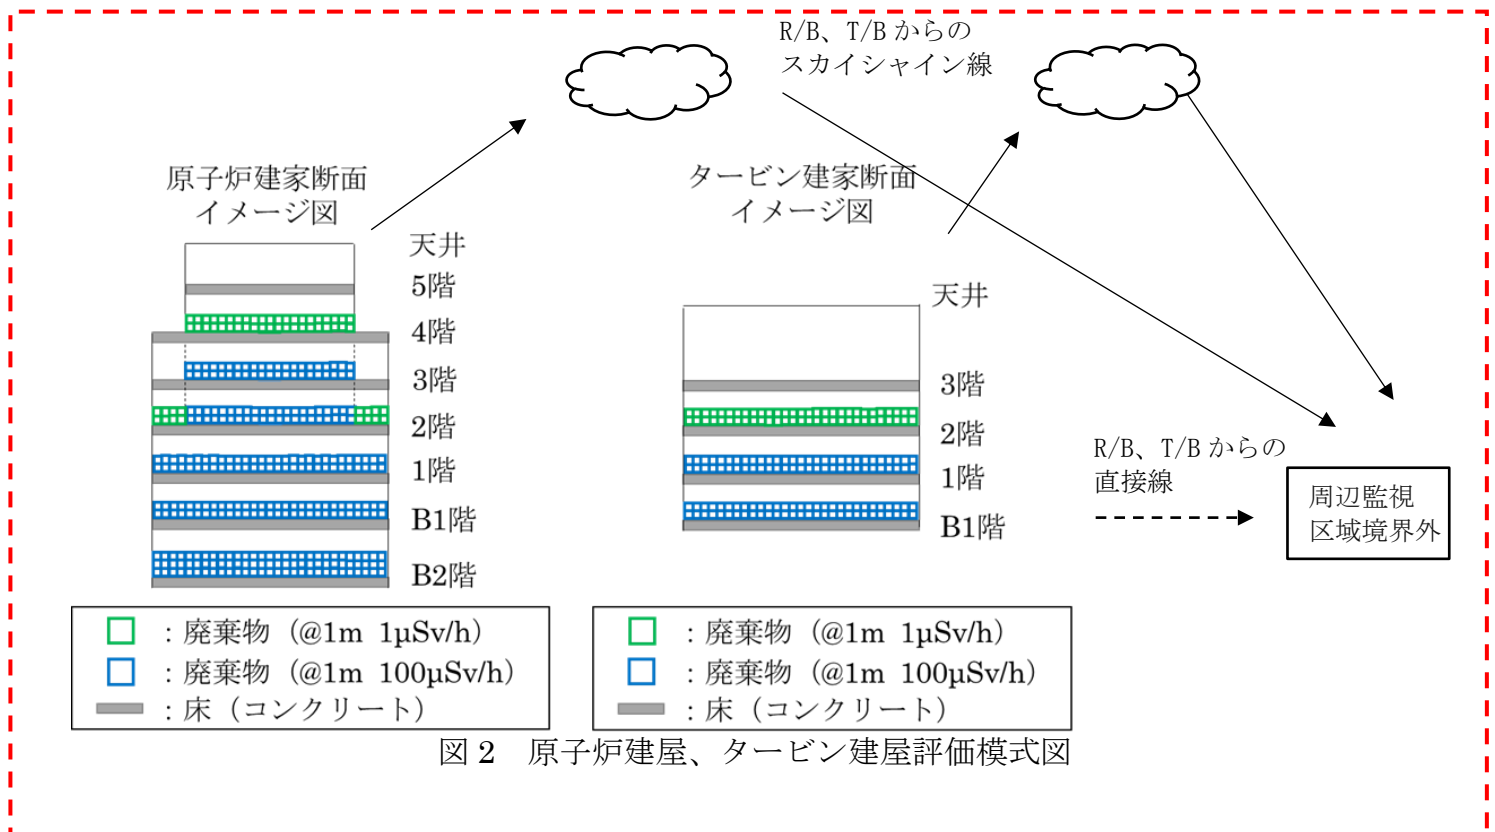 R/B、T/B からの
スカイシャイン線
原子炉建家断面
イメージ図
天井
5階
4階
3階
2階
1階
B1階
B2階
タービン建家断面
イメージ図
天井
3階
2階
1階
B1階
R/B、T/B からの
直接線
周辺監視
区域境界外
：廃棄物（@1m 1μSv/h）
：廃棄物（@1m 100μSv/h）
：床（コンクリート）
：廃棄物（@1m 1μSv/h）
：廃棄物（@1m 100μSv/h）
：床（コンクリート）
図 2　原子炉建屋、タービン建屋評価模式図